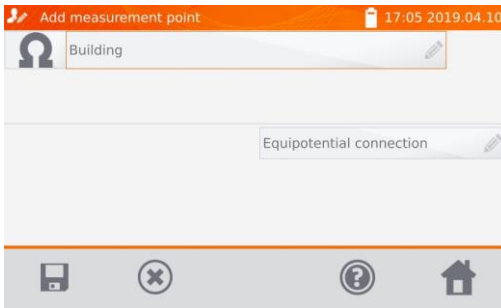 Add measurement point
17:05 2019.04.10
Ω
Building
Equipotential connection